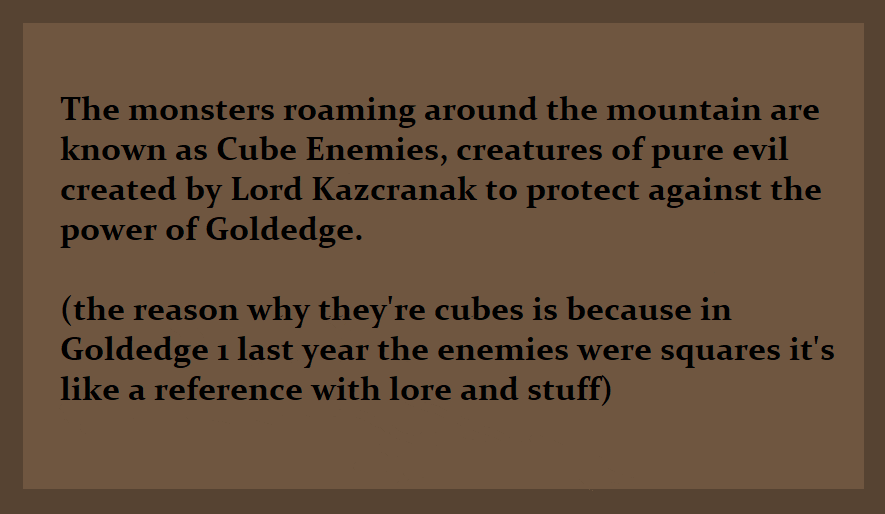 The monsters roaming around the mountain are
known as Cube Enemies, creatures of pure evil
created by Lord Kazcranak to protect against the
power of Goldedge.
(the reason why they're cubes is because in
Goldedge 1 last year the enemies were squares it's
like a reference with lore and stuff)